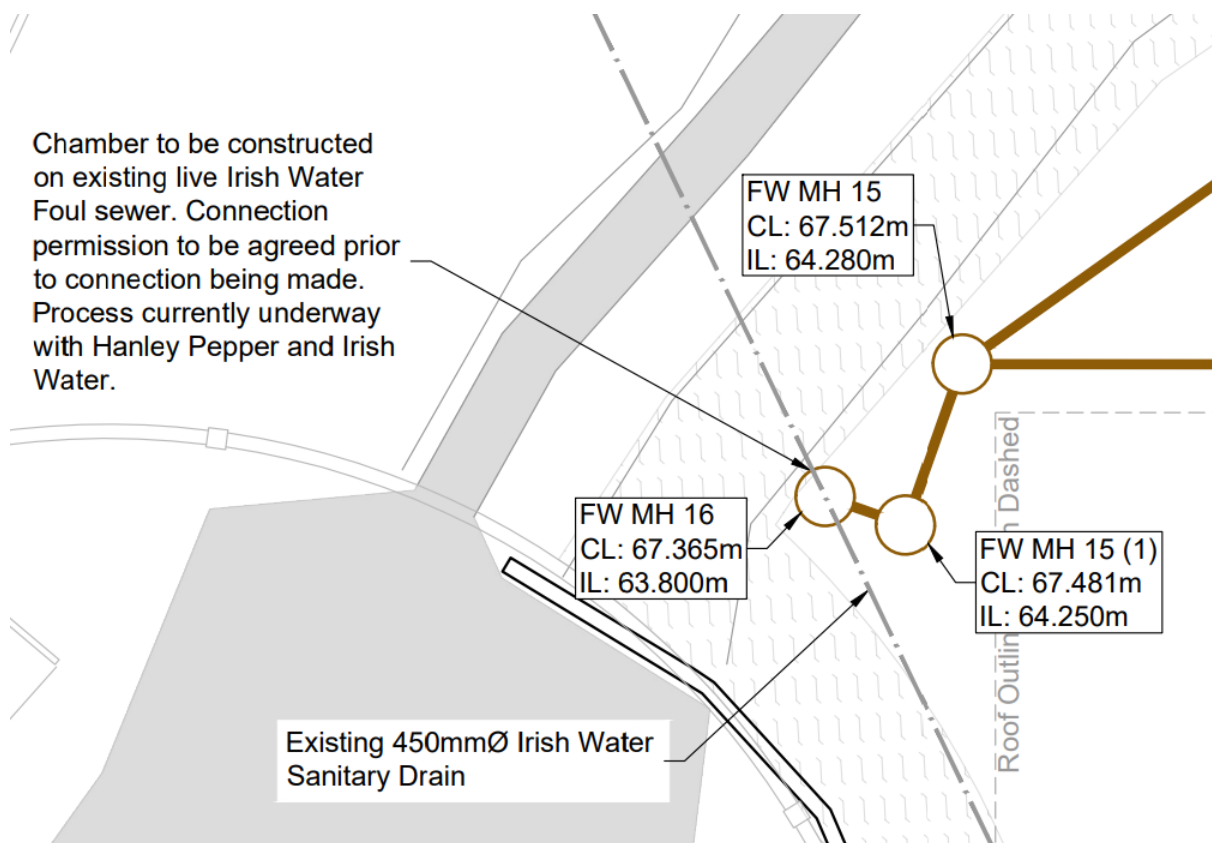 Chamber to be constructed
on existing live Irish Water
Foul sewer. Connection
permission to be agreed prior
to connection being made.
Process currently underway
with Hanley Pepper and Irish
Water.
FW MH 15
CL: 67.512m
IL: 64.280m
FW MH 16
CL: 67.365m
IL: 63.800m
FW MH 15 (1)
CL: 67.481m
IL: 64.250m
Existing 450mmØ Irish Water
Sanitary Drain
Roof Dashed